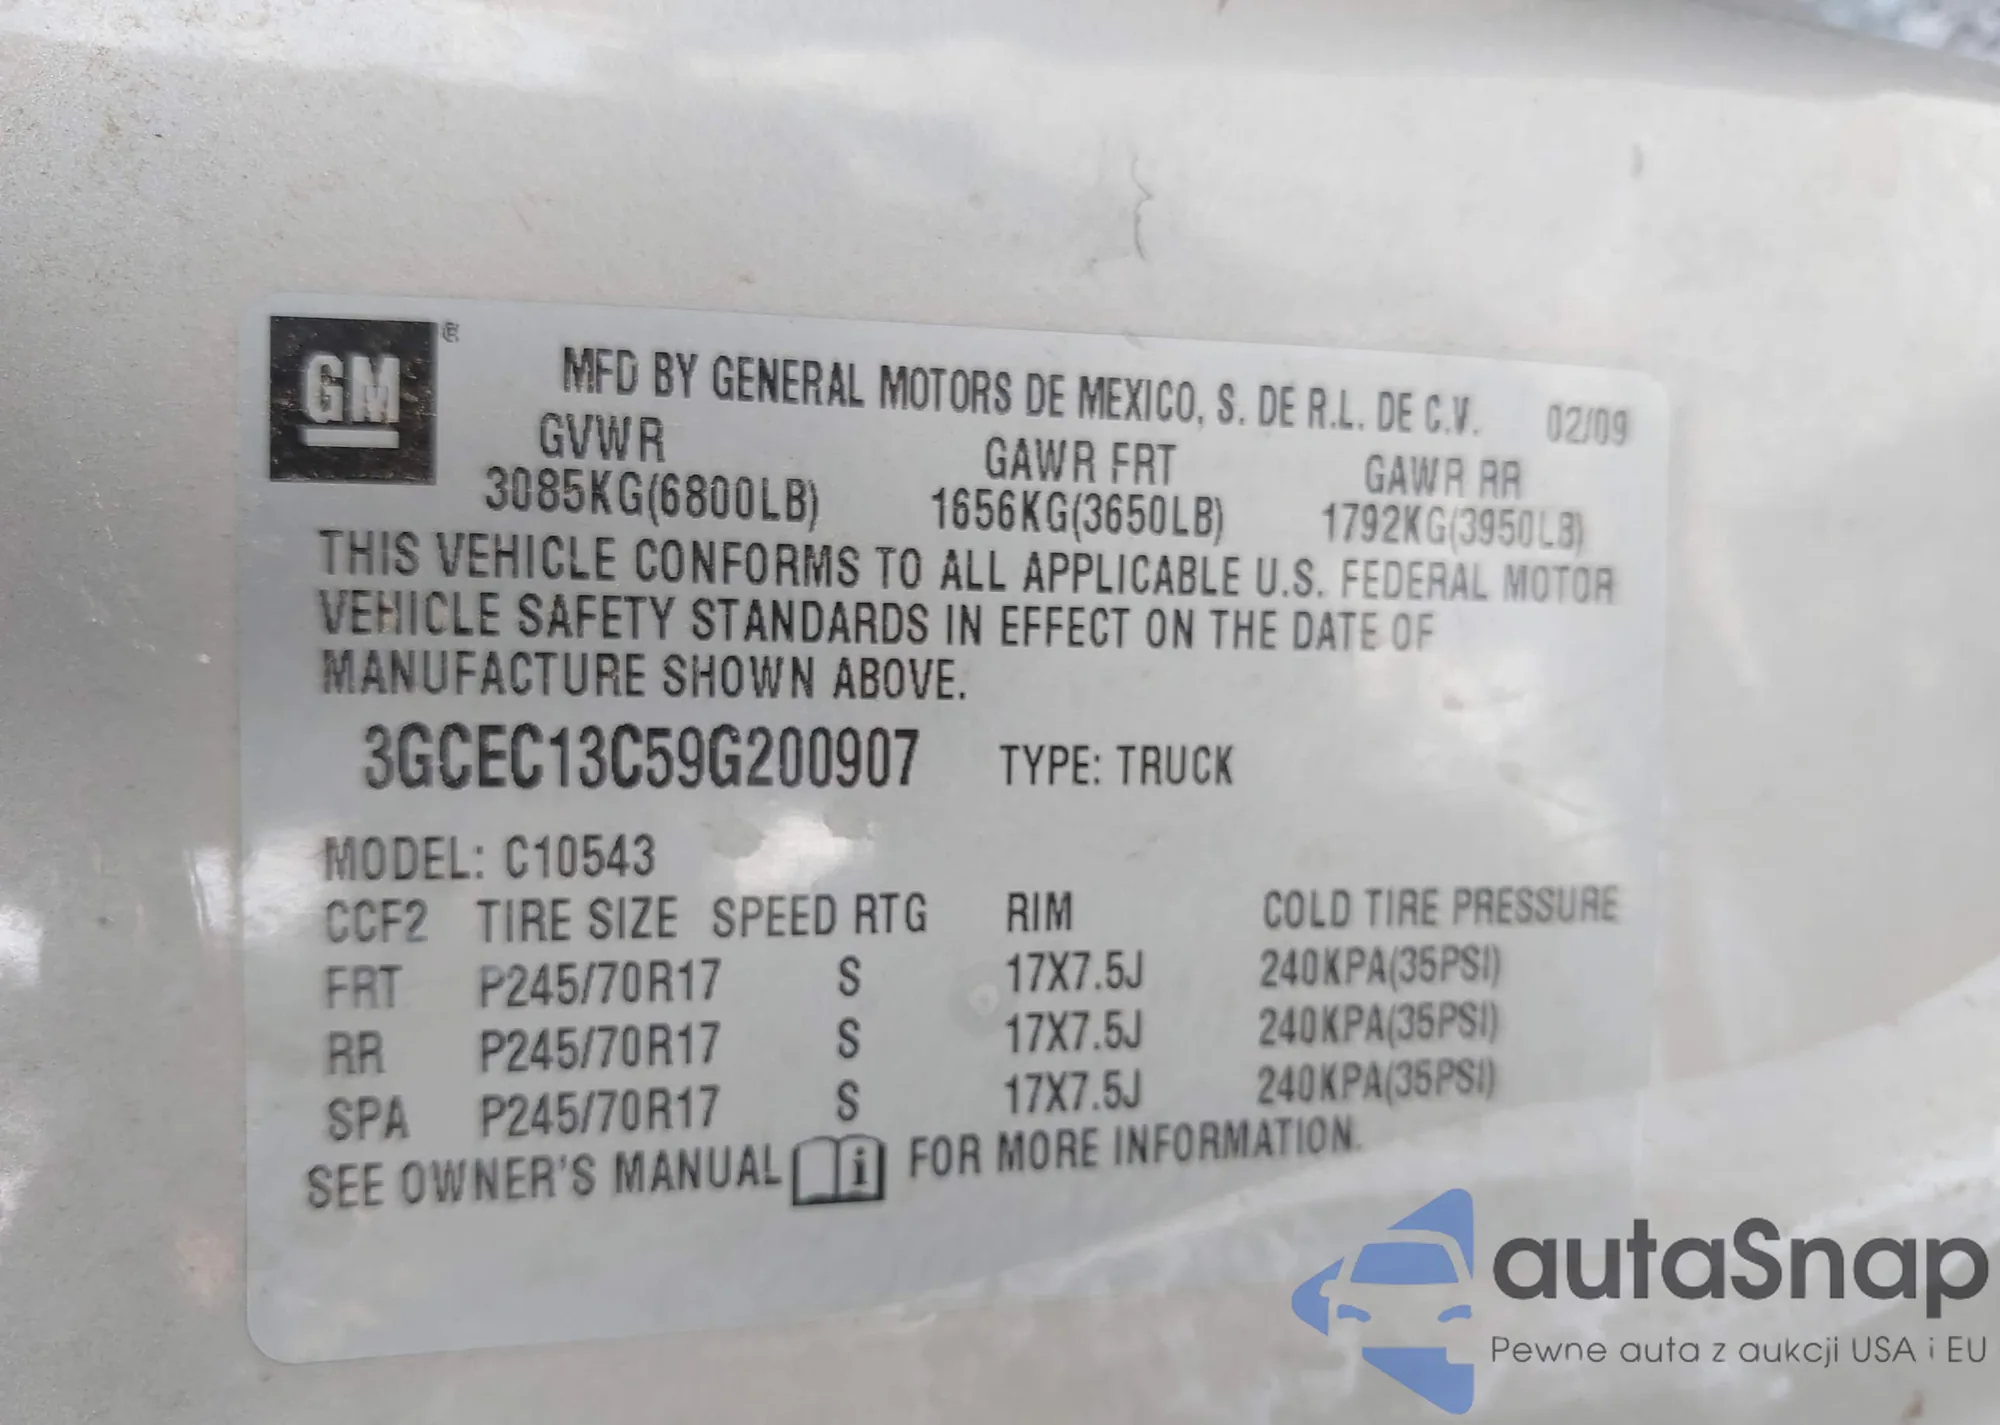 GM ®
MFD BY GENERAL MOTORS DE MEXICO, S. DE R.L. DE C.V. 02/09
GVWR GAWR FRT GAWR RR
3085KG(6800LB) 1656KG(3650LB) 1792KG(3950LB)
THIS VEHICLE CONFORMS TO ALL APPLICABLE U.S. FEDERAL MOTOR
VEHICLE SAFETY STANDARDS IN EFFECT ON THE DATE OF
MANUFACTURE SHOWN ABOVE.
3GCEC13C59G200907 TYPE: TRUCK
MODEL: C10543
CCF2 TIRE SIZE SPEED RTG RIM COLD TIRE PRESSURE
FRT P245/70R17 S 17X7.5J 240KPA(35PSI)
RR P245/70R17 S 17X7.5J 240KPA(35PSI)
SPA P245/70R17 S 17X7.5J 240KPA(35PSI)
SEE OWNER'S MANUAL i FOR MORE INFORMATION.
autaSnap
Pewne auta z aukcji USA i EU